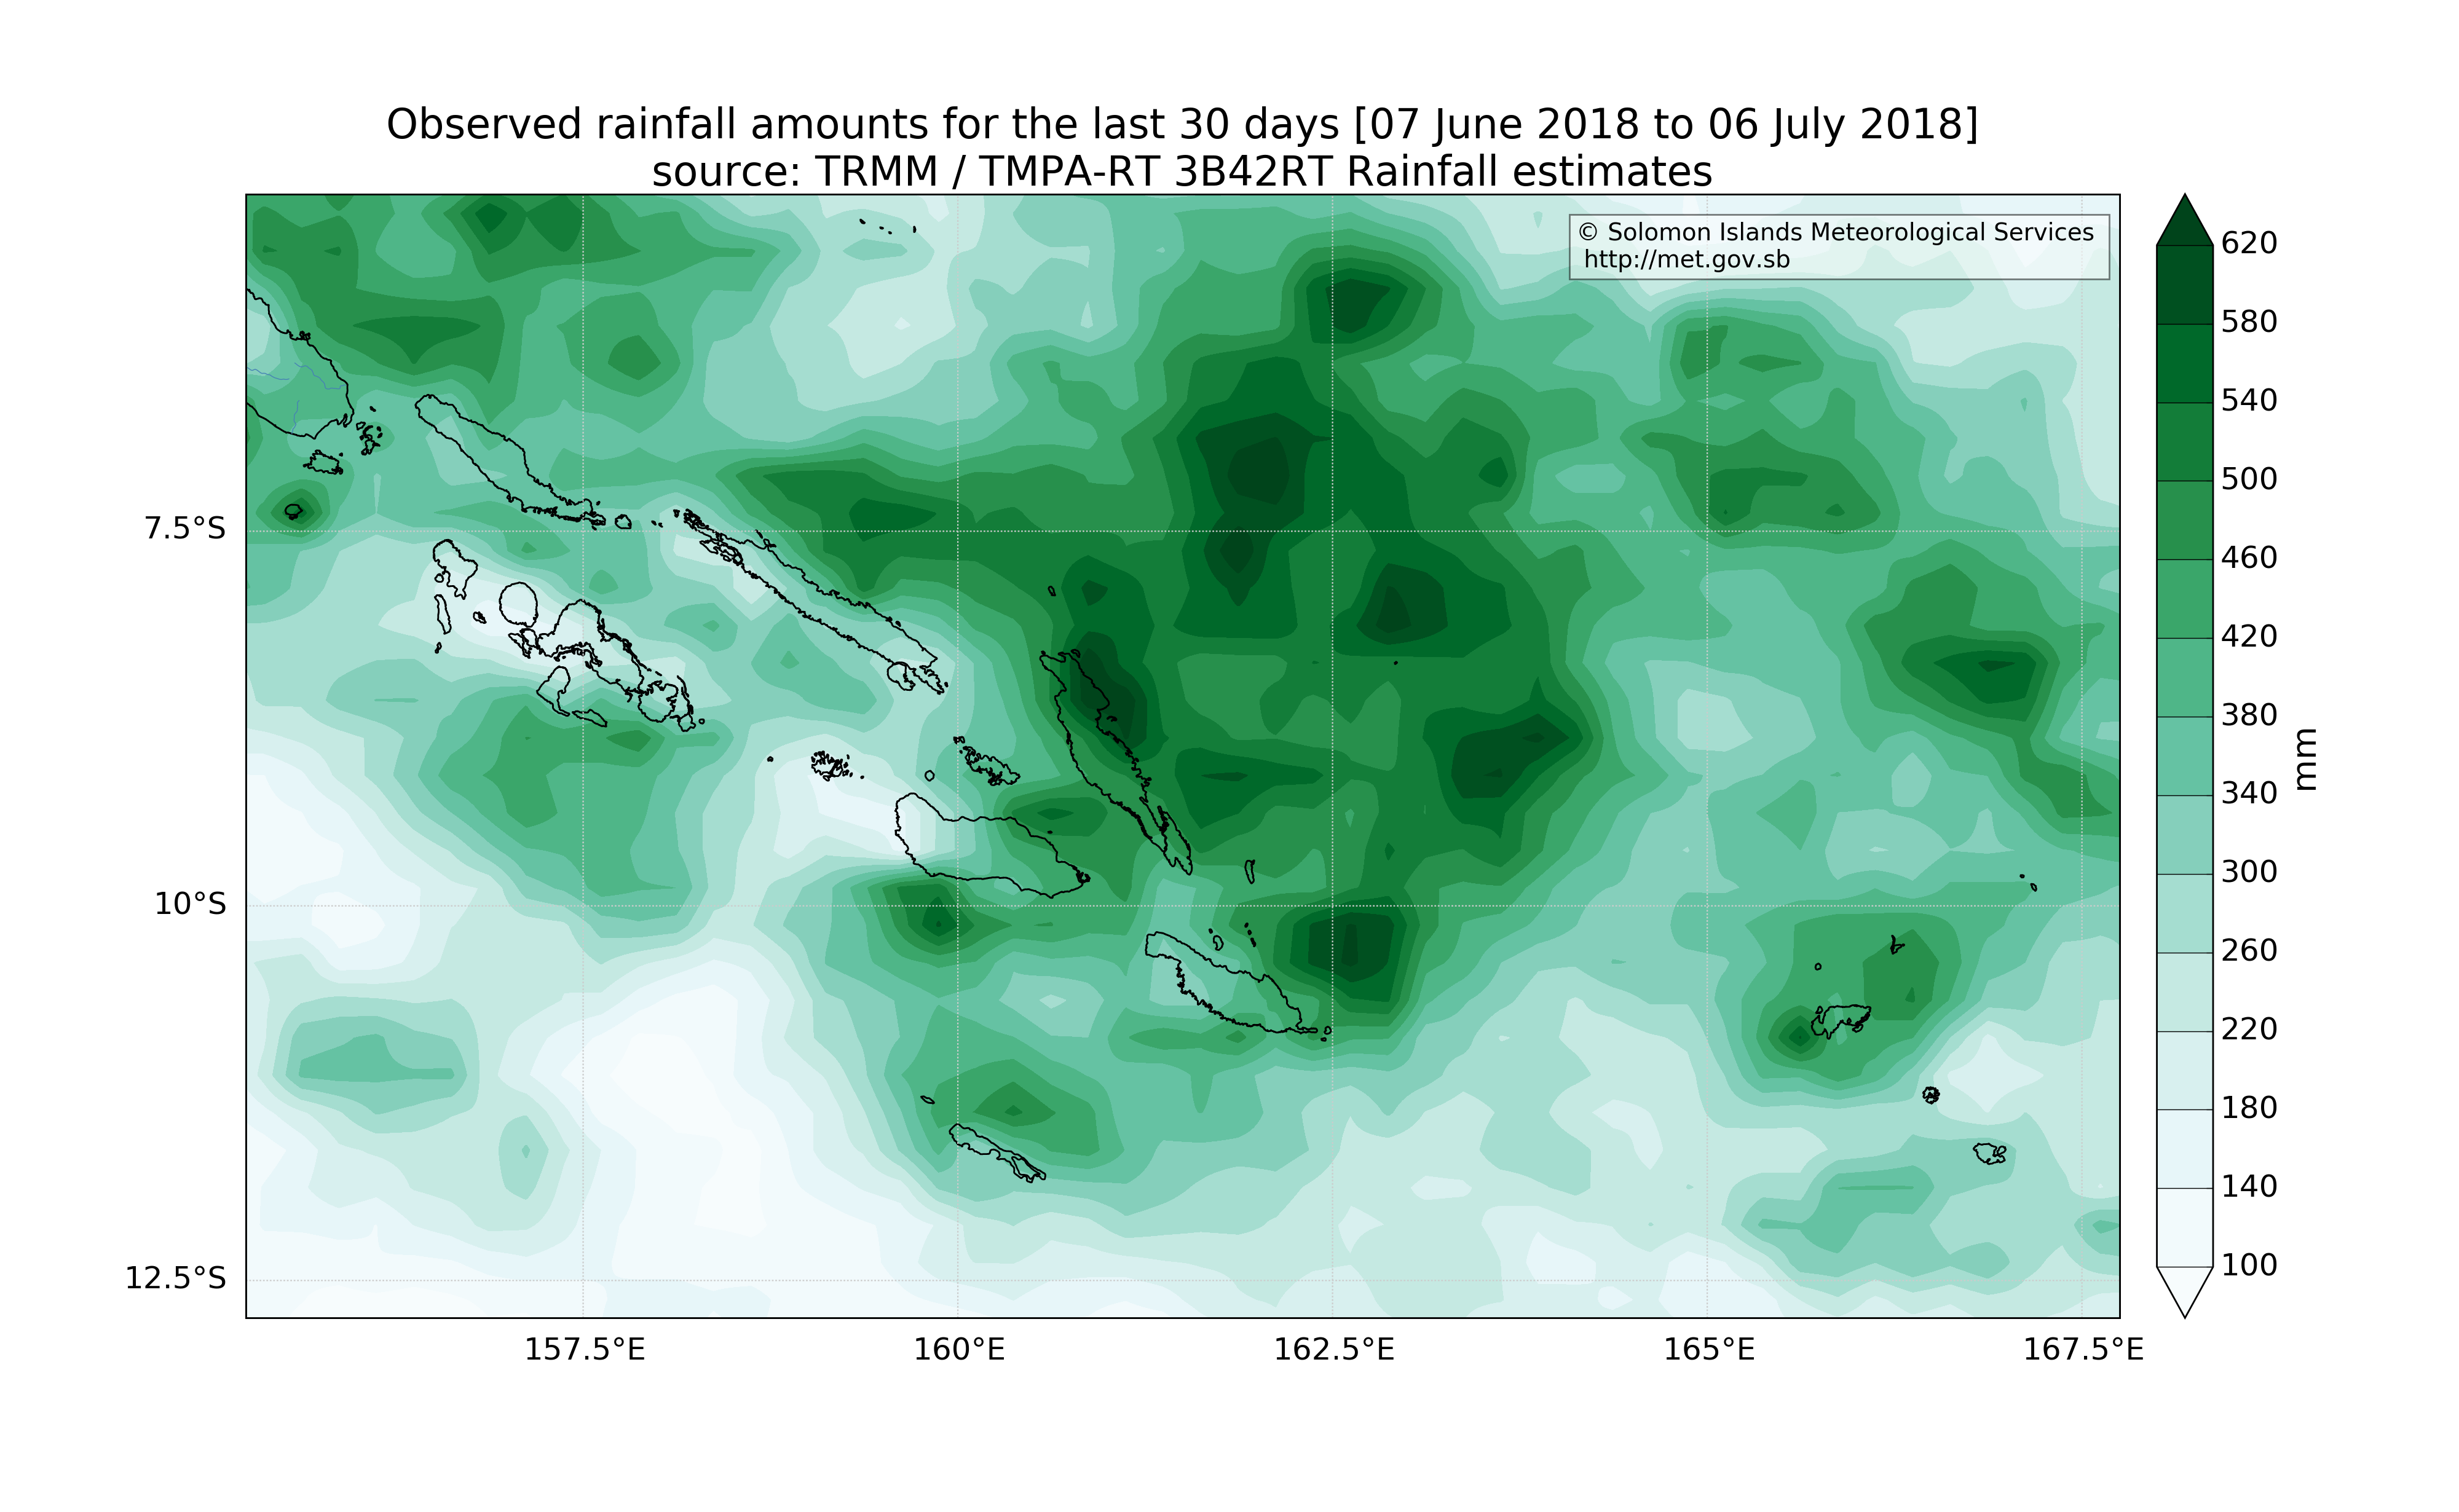 Observed rainfall amounts for the last 30 days [07 June 2018 to 06 July 2018]
source: TRMM / TMPA-RT 3B42RT Rainfall estimates
© Solomon Islands Meteorological Services
http://met.gov.sb
7.5°S
10°S
12.5°S
157.5°E
160°E
162.5°E
165°E
167.5°E
620
580
540
500
460
420
380
340
300
260
220
180
140
100
mm